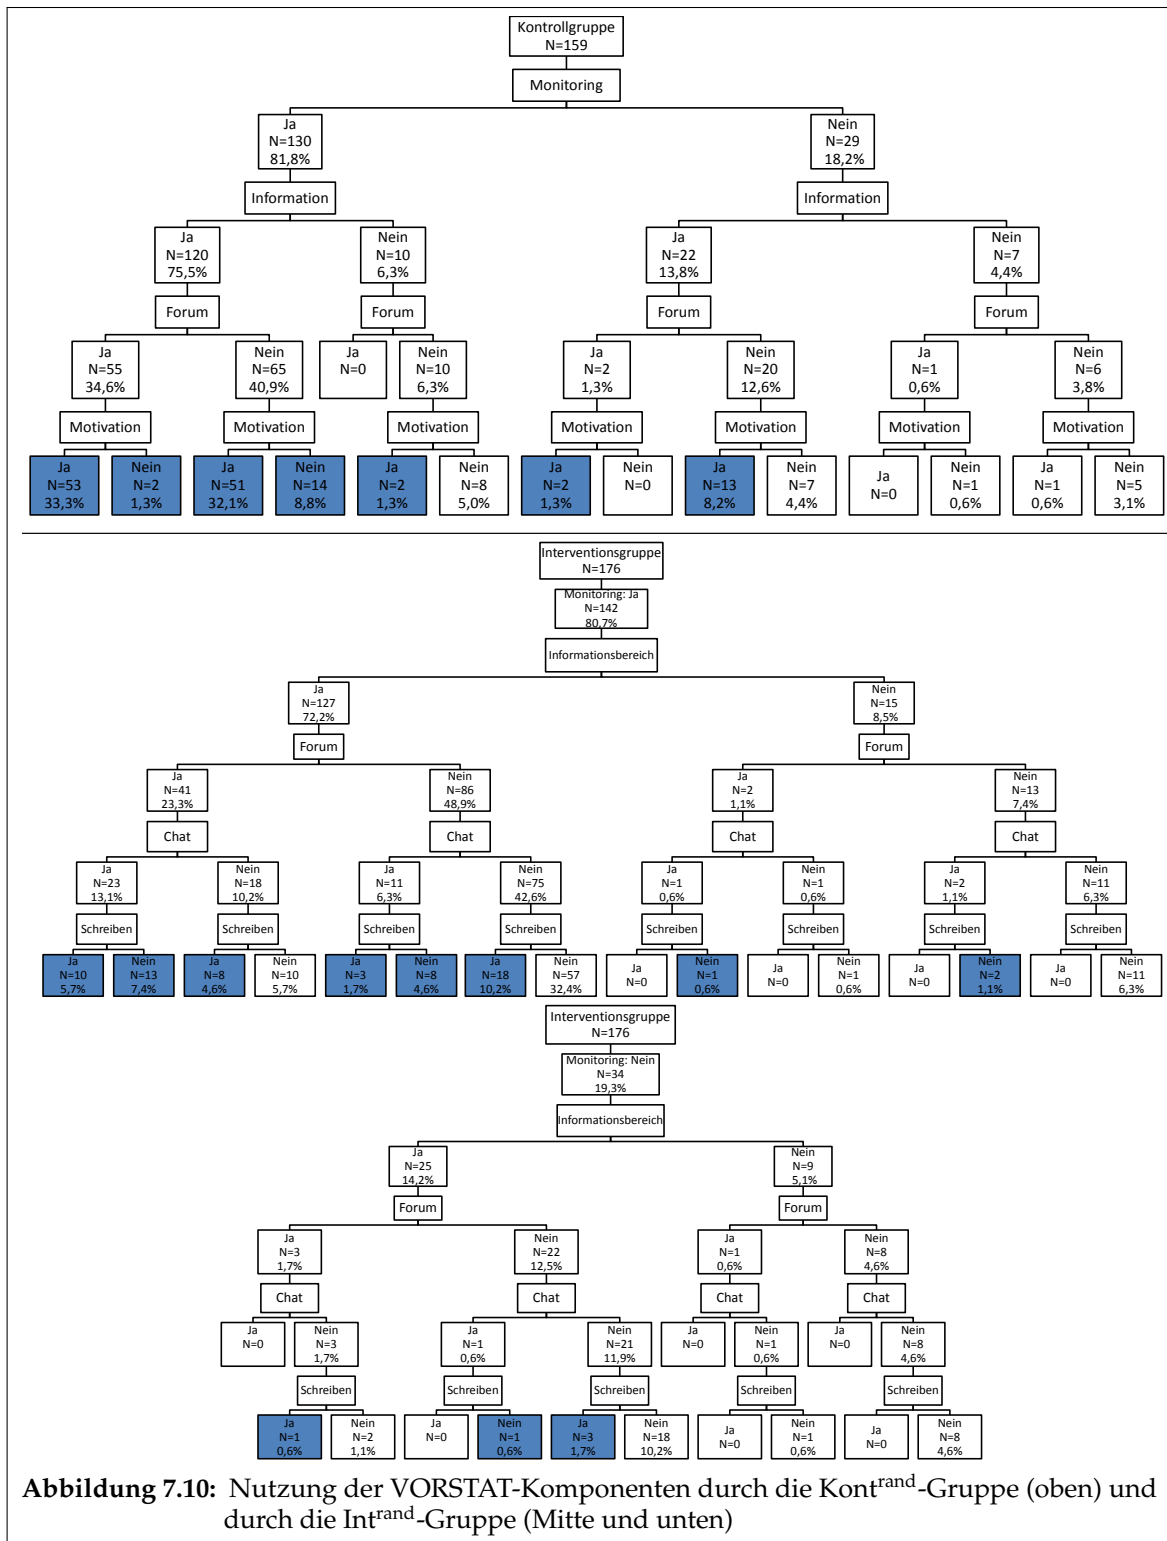 Kontrollgruppe
N=159
Monitoring
Ja
N=130
81,8%
Nein
N=29
18,2%
Information
Information
Ja
N=120
75,5%
Nein
N=10
6,3%
Ja
N=22
13,8%
Nein
N=7
4,4%
Forum
Forum
Forum
Forum
Ja
N=55
34,6%
Nein
N=65
40,9%
Ja
N=0
Nein
N=10
6,3%
Ja
N=2
1,3%
Nein
N=20
12,6%
Ja
N=1
0,6%
Nein
N=6
3,8%
Motivation
Motivation
Motivation
Motivation
Motivation
Motivation
Motivation
Ja
N=53
33,3%
Nein
N=2
1,3%
Ja
N=51
32,1%
Nein
N=14
8,8%
Ja
N=2
1,3%
Nein
N=8
5,0%
Ja
N=2
1,3%
Nein
N=0
Ja
N=13
8,2%
Nein
N=7
4,4%
Ja
N=0
Nein
N=1
0,6%
Ja
N=1
0,6%
Nein
N=5
3,1%
Interventionsgruppe
N=176
Monitoring: Ja
N=142
80,7%
Informationsbereich
Ja
N=127
72,2%
Nein
N=15
8,5%
Forum
Forum
Ja
N=41
23,3%
Nein
N=86
48,9%
Ja
N=2
1,1%
Nein
N=13
7,4%
Chat
Chat
Chat
Chat
Ja
N=23
13,1%
Nein
N=18
10,2%
Ja
N=11
6,3%
Nein
N=75
42,6%
Ja
N=1
0,6%
Nein
N=1
0,6%
Ja
N=2
1,1%
Nein
N=11
6,3%
Schreiben
Schreiben
Schreiben
Schreiben
Schreiben
Schreiben
Schreiben
Schreiben
Ja
N=10
5,7%
Nein
N=13
7,4%
Ja
N=8
4,6%
Nein
N=10
5,7%
Ja
N=3
1,7%
Nein
N=8
4,6%
Ja
N=18
10,2%
Nein
N=57
32,4%
Ja
N=0
Nein
N=1
0,6%
Ja
N=0
Nein
N=1
0,6%
Ja
N=0
Nein
N=2
1,1%
Ja
N=0
Nein
N=11
6,3%
Interventionsgruppe
N=176
Monitoring: Nein
N=34
19,3%
Informationsbereich
Ja
N=25
14,2%
Nein
N=9
5,1%
Forum
Forum
Ja
N=3
1,7%
Nein
N=22
12,5%
Ja
N=1
0,6%
Nein
N=8
4,6%
Chat
Chat
Chat
Chat
Ja
N=0
Nein
N=3
1,7%
Ja
N=1
0,6%
Nein
N=21
11,9%
Ja
N=0
Nein
N=1
0,6%
Ja
N=0
Nein
N=8
4,6%
Schreiben
Schreiben
Schreiben
Schreiben
Schreiben
Ja
N=1
0,6%
Nein
N=2
1,1%
Ja
N=0
Nein
N=1
0,6%
Ja
N=3
1,7%
Nein
N=18
10,2%
Ja
N=0
Nein
N=1
0,6%
Ja
N=0
Nein
N=8
4,6%
Abbildung 7.10: Nutzung der VORSTAT-Komponenten durch die Kont^rand-Gruppe (oben) und
durch die Int^rand-Gruppe (Mitte und unten)